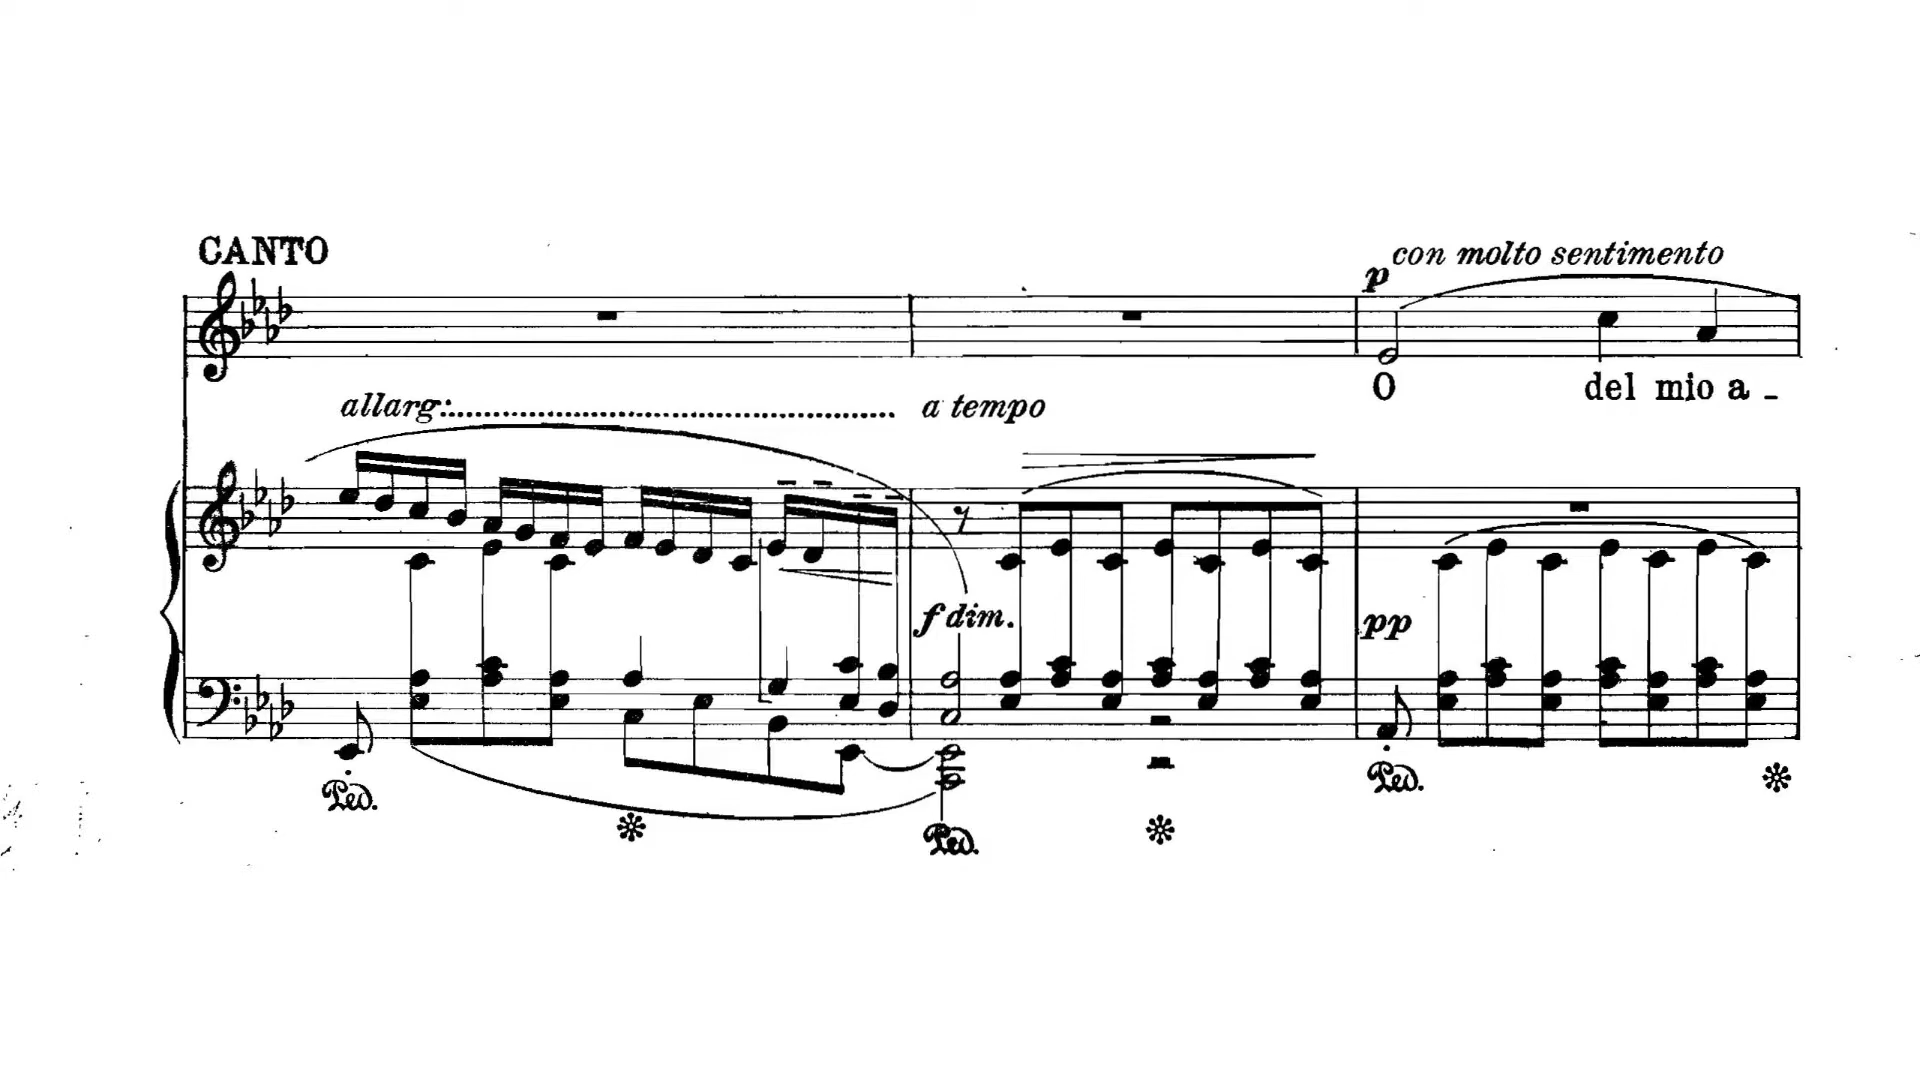 CANTO
con molto sentimento
p
O del mio a -
allarg: a tempo
f dim.
pp
Ped. Ped.
Ped.